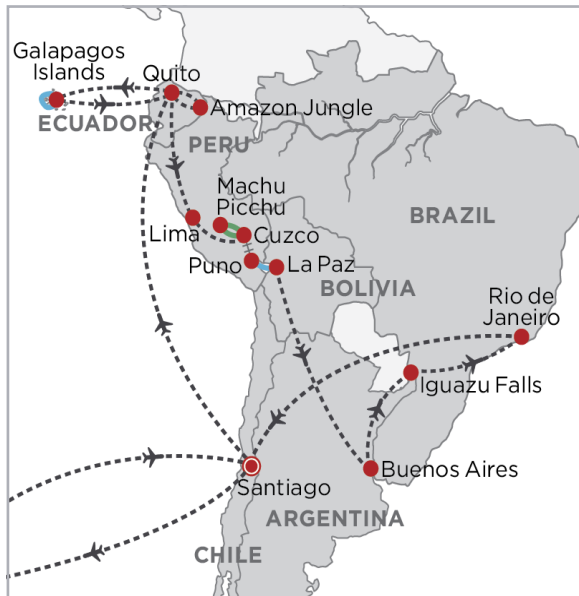 Galapagos
Islands
Quito
Amazon Jungle
ECUADOR
PERU
Machu
Picchu
BRAZIL
Lima
Cuzco
Puno
La Paz
BOLIVIA
Rio de
Janeiro
Iguazu Falls
Buenos Aires
Santiago
ARGENTINA
CHILE